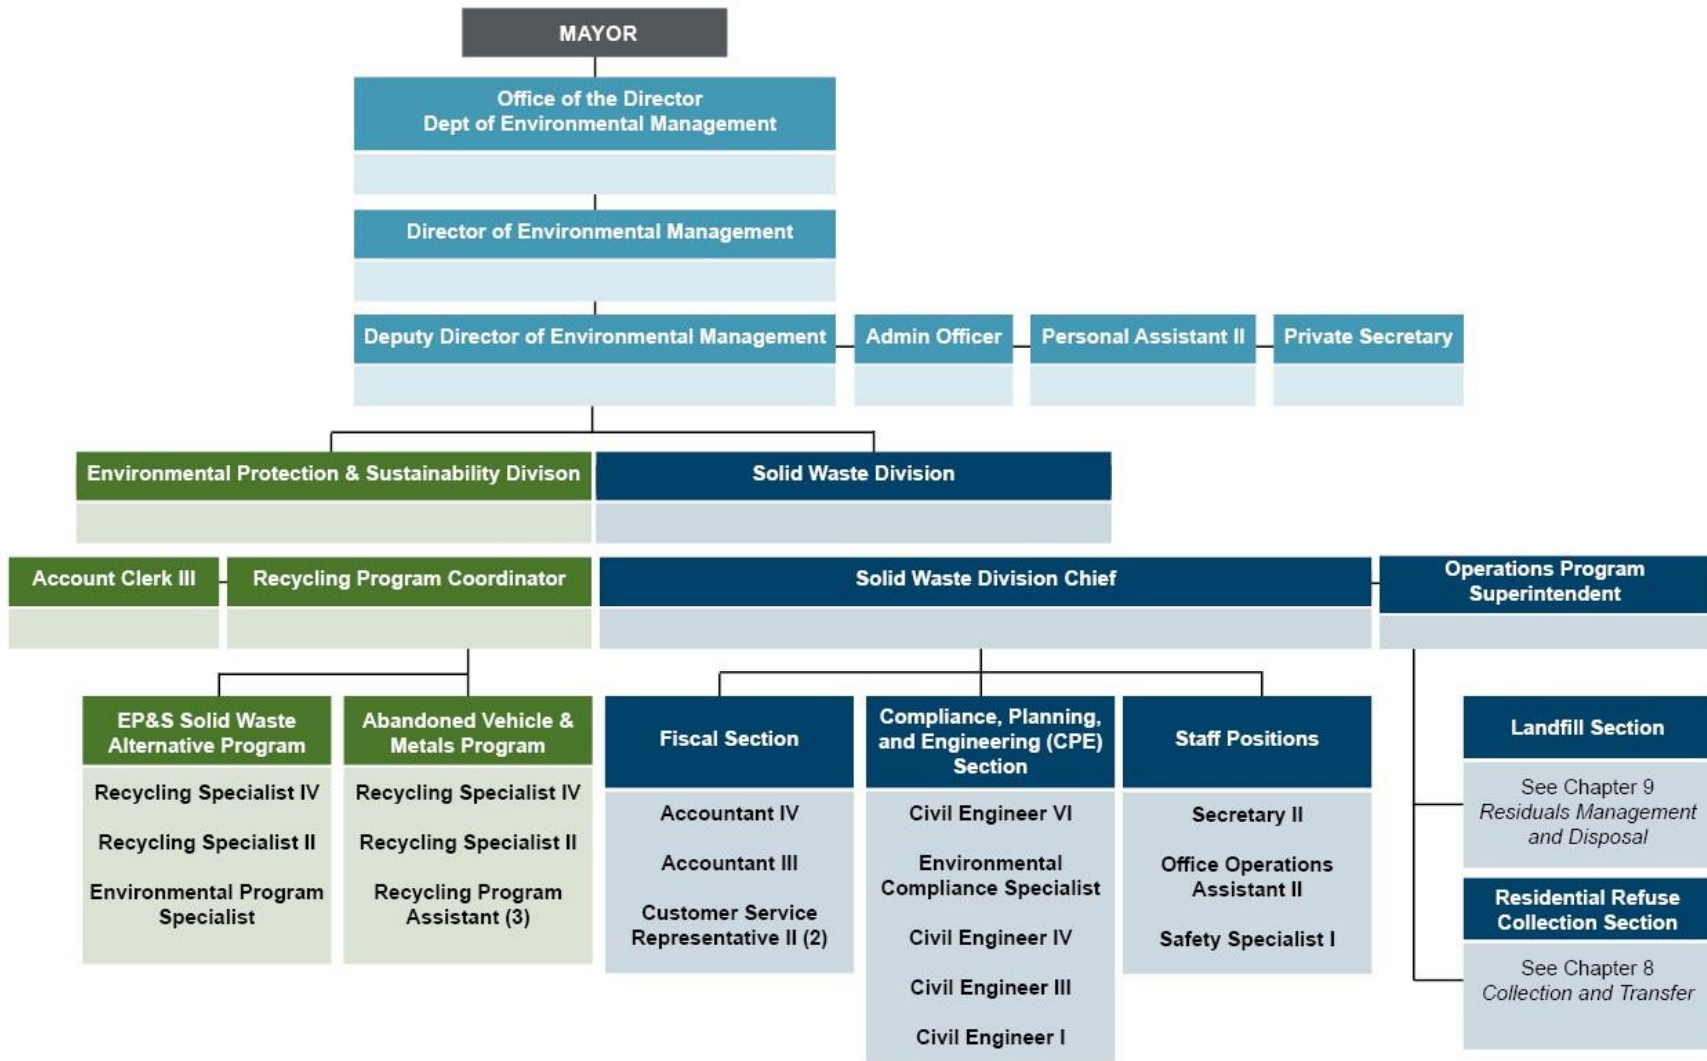 MAYOR
Office of the Director
Dept of Environmental Management
Director of Environmental Management
Deputy Director of Environmental Management
Admin Officer
Personal Assistant II
Private Secretary
Environmental Protection & Sustainability Divison
Solid Waste Division
Account Clerk III
Recycling Program Coordinator
Solid Waste Division Chief
Operations Program
Superintendent
EP&S Solid Waste
Alternative Program
Recycling Specialist IV
Recycling Specialist II
Environmental Program
Specialist
Abandoned Vehicle &
Metals Program
Recycling Specialist IV
Recycling Specialist II
Recycling Program
Assistant (3)
Fiscal Section
Accountant IV
Accountant III
Customer Service
Representative II (2)
Compliance, Planning,
and Engineering (CPE)
Section
Civil Engineer VI
Environmental
Compliance Specialist
Civil Engineer IV
Civil Engineer III
Civil Engineer I
Staff Positions
Secretary II
Office Operations
Assistant II
Safety Specialist I
Landfill Section
See Chapter 9
Residuals Management
and Disposal
Residential Refuse
Collection Section
See Chapter 8
Collection and Transfer